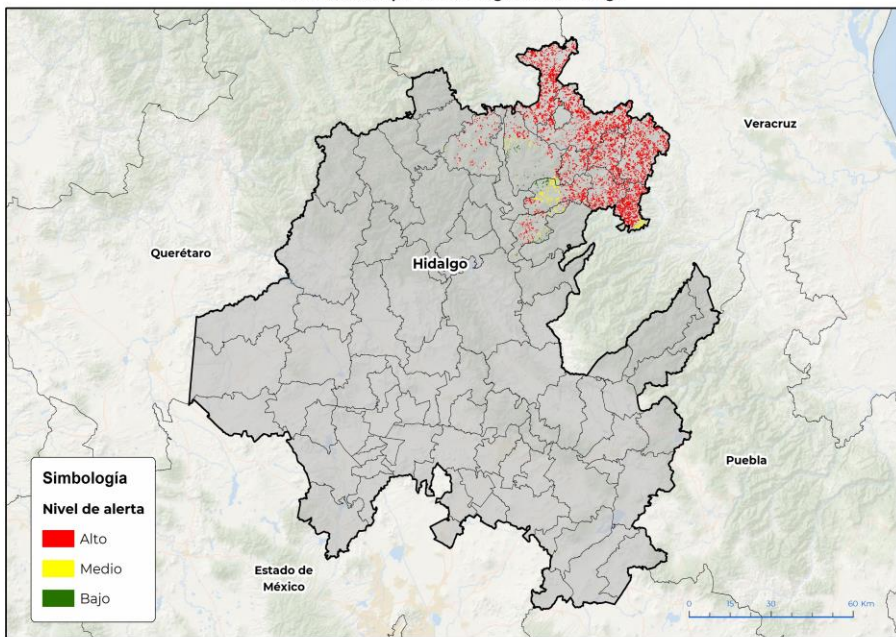 Veracruz
Querétaro
Hidalgo
Puebla
Estado de
México
Simbología
Nivel de alerta
Alto
Medio
Bajo
0 15 30 60 Km